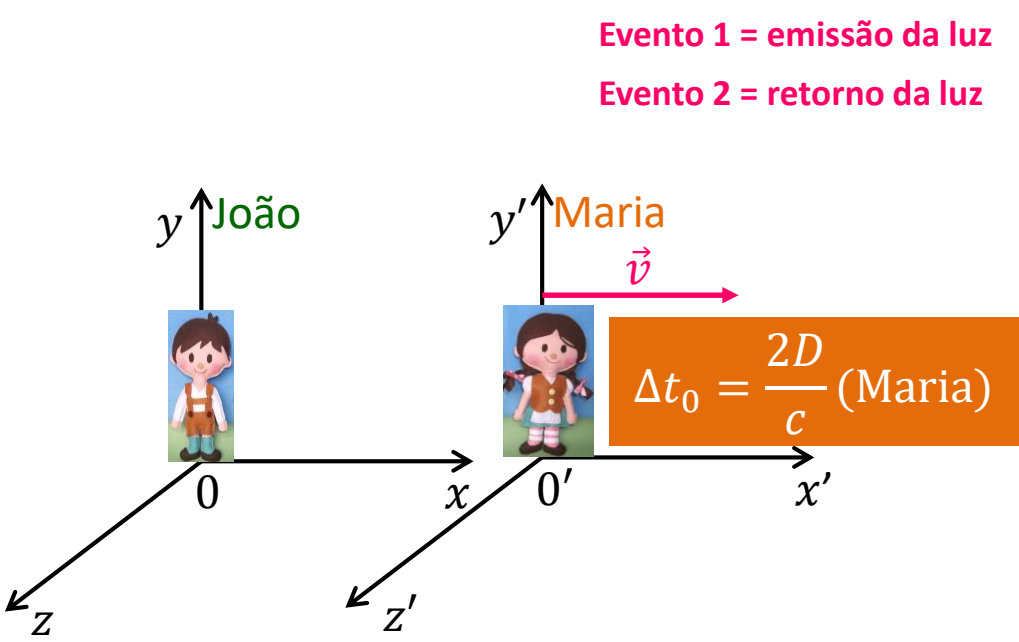 Evento 1 = emissão da luz
Evento 2 = retorno da luz
y João
y′ Maria
v⃗
Δt₀ = 2D/c (Maria)
0 x 0′ x’
z z′